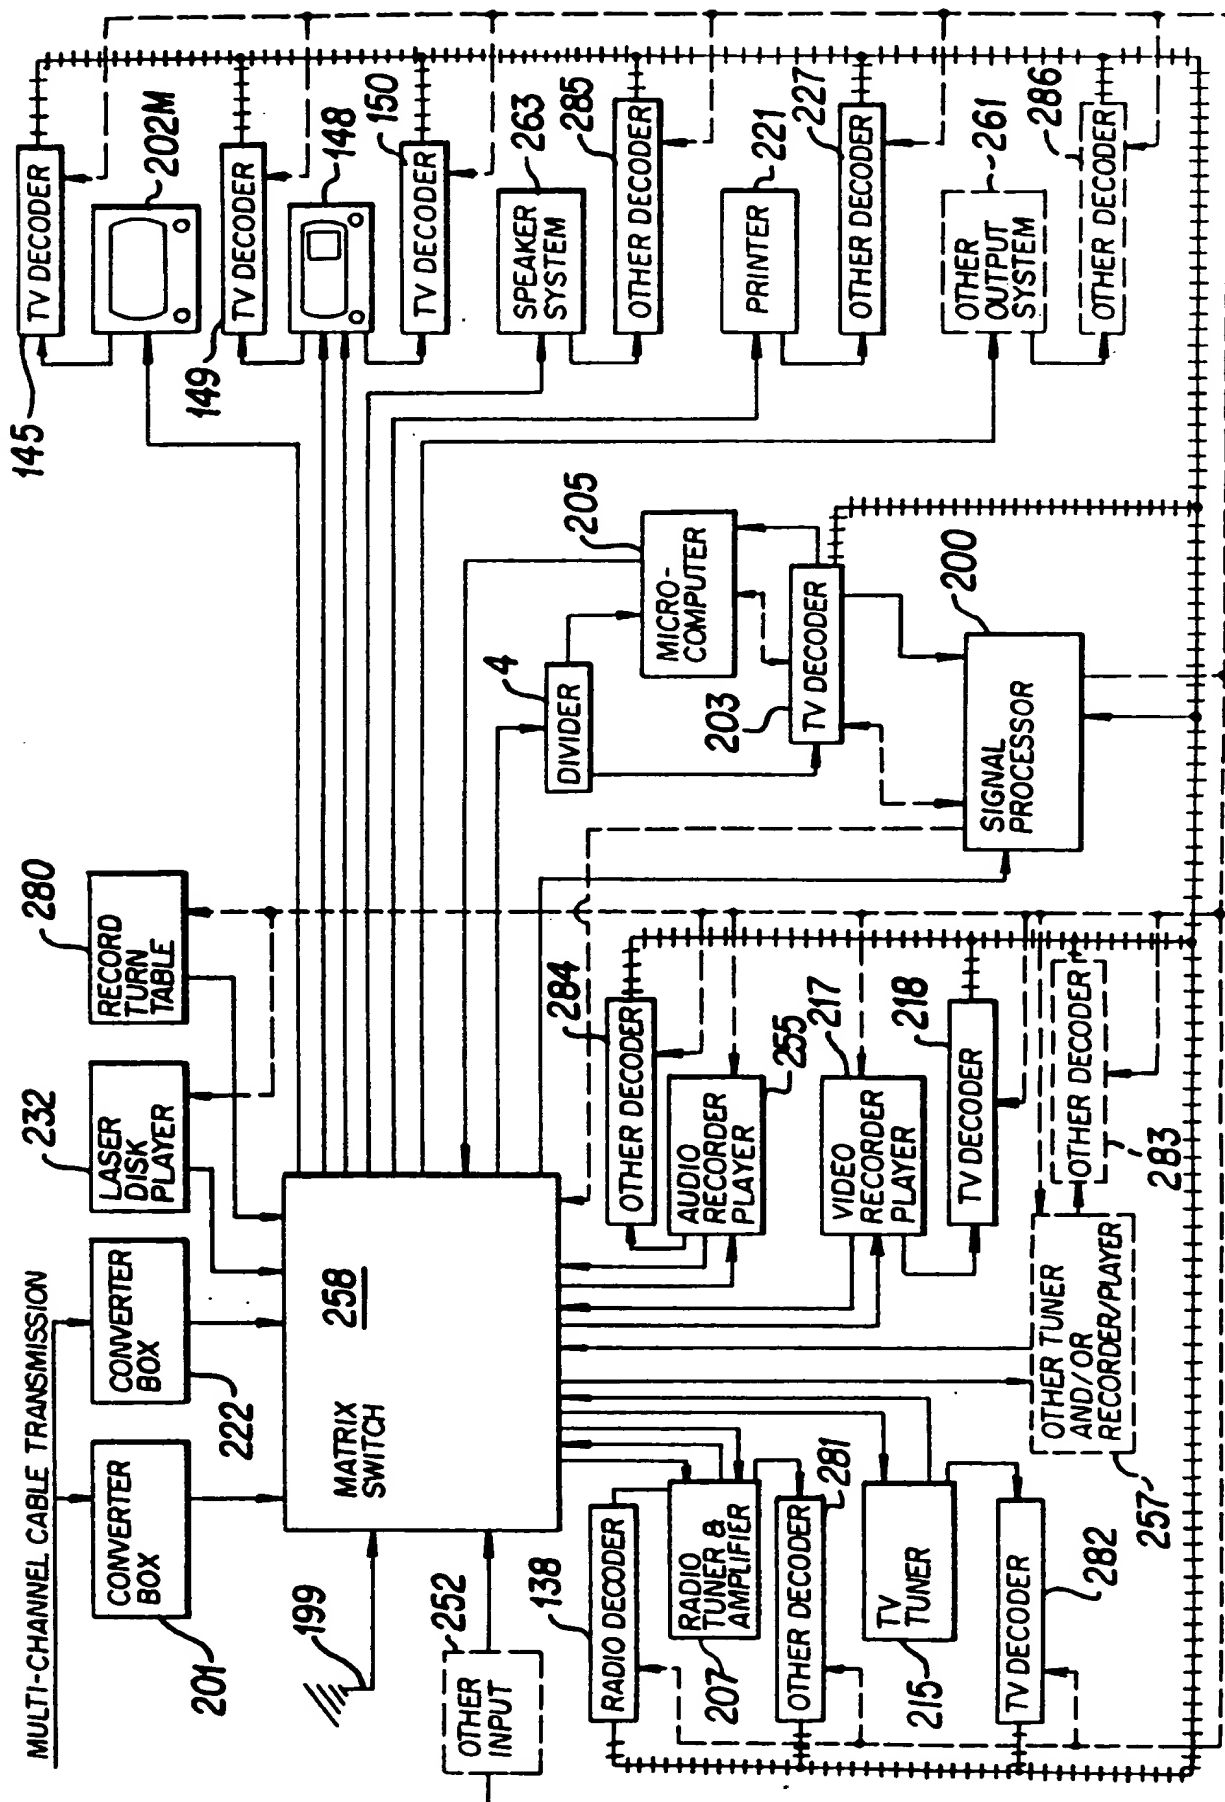 MULTI-CHANNEL CABLE TRANSMISSION
CONVERTER
BOX
201
CONVERTER
BOX
222
LASER
DISK
PLAYER
232
RECORD
TURN
TABLE
280
199
OTHER
INPUT
252
MATRIX
SWITCH
258
RADIO DECODER
138
RADIO
TUNER &
AMPLIFIER
207
OTHER DECODER
281
TV
TUNER
215
TV DECODER
282
OTHER TUNER
AND/OR
RECORDER/PLAYER
257
OTHER DECODER
283
OTHER DECODER
284
AUDIO
RECORDER
PLAYER
255
VIDEO
RECORDER
PLAYER
217
TV DECODER
218
DIVIDER
4
MICRO-
COMPUTER
205
TV DECODER
203
SIGNAL
PROCESSOR
200
TV DECODER
145
202M
TV DECODER
149
148
TV DECODER
150
SPEAKER
SYSTEM
263
OTHER DECODER
285
PRINTER
221
OTHER DECODER
227
OTHER
OUTPUT
SYSTEM
261
OTHER DECODER
286